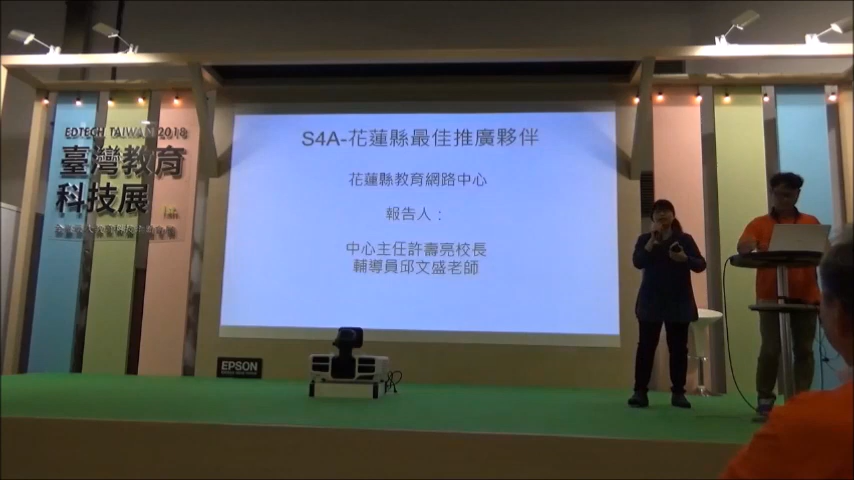 EDTECH TAIWAN 2018
臺灣教育
科技展
S4A-花蓮縣最佳推廣夥伴
花蓮縣教育網路中心
報告人：
中心主任許壽亮校長
輔導員邱文盛老師
EPSON